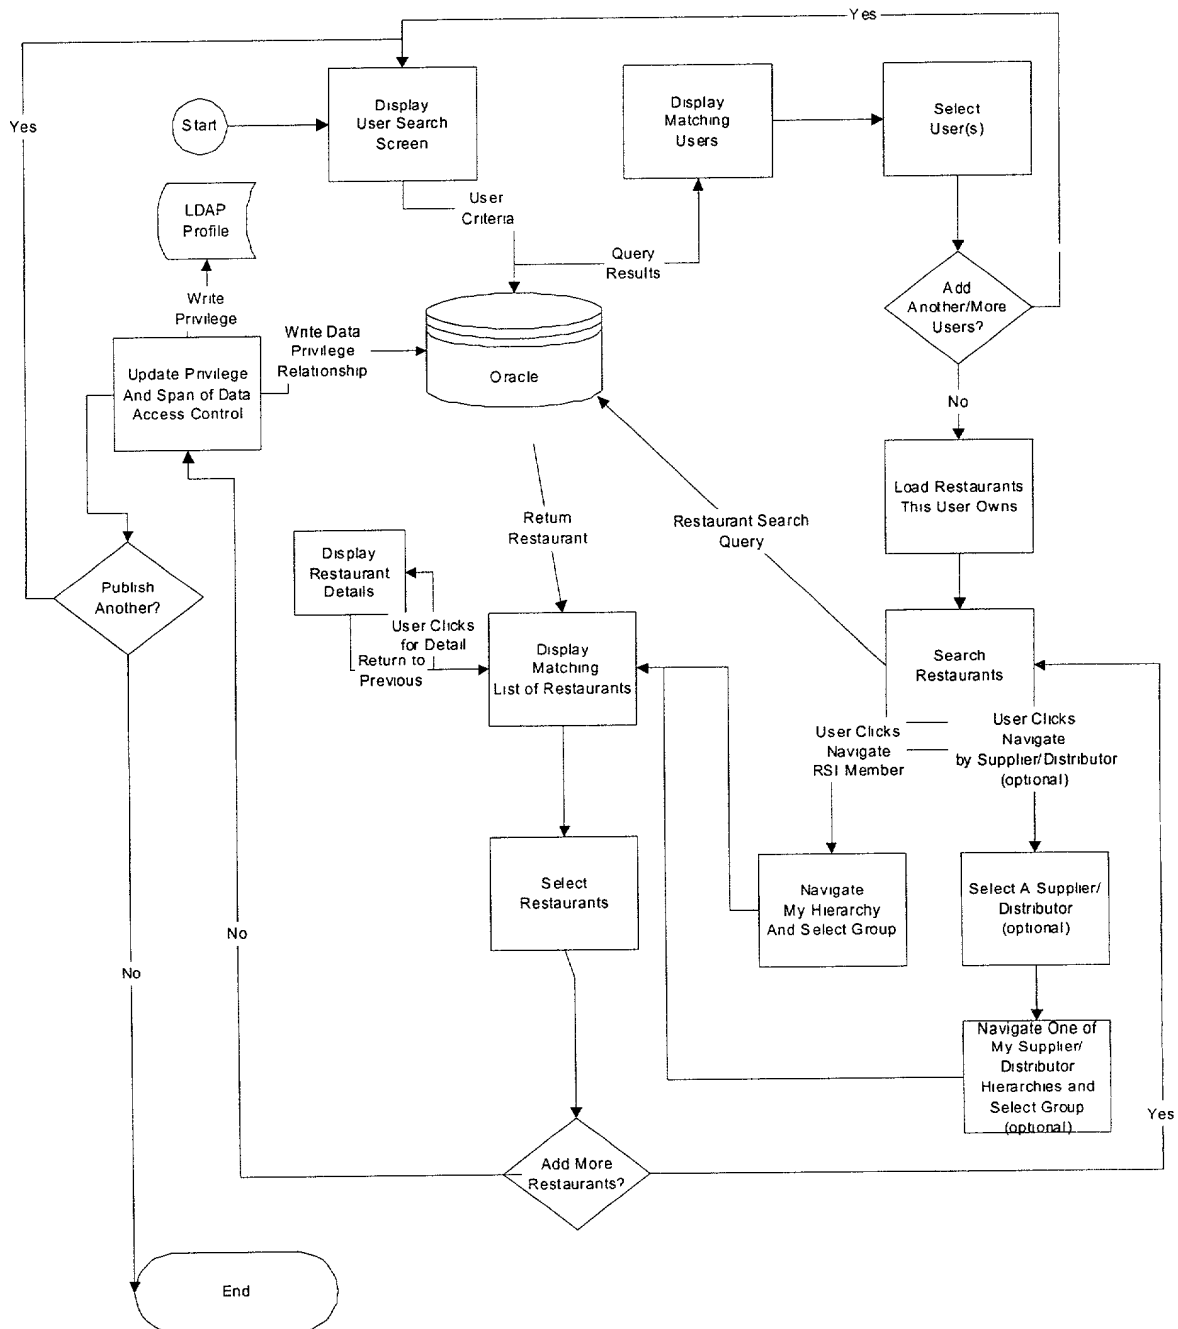 Yes
Yes
Start
Display
User Search
Screen
Display
Matching
Users
Select
User(s)
LDAP
Profile
User
Criteria
Query
Results
Add
Another/More
Users?
Write
Privilege
Write Data
Privilege
Relationship
Update Privilege
And Span of Data
Access Control
Oracle
No
Load Restaurants
This User Owns
Return
Restaurant
Restaurant Search
Query
Display
Restaurant
Details
Publish
Another?
User Clicks
for Detail
Return to
Previous
Display
Matching
List of Restaurants
Search
Restaurants
User Clicks
Navigate
RSI Member
User Clicks
Navigate
by Supplier/Distributor
(optional)
Select
Restaurants
Navigate
My Hierarchy
And Select Group
Select A Supplier/
Distributor
(optional)
No
No
Navigate One of
My Supplier/
Distributor
Hierarchies and
Select Group
(optional)
Yes
Add More
Restaurants?
End